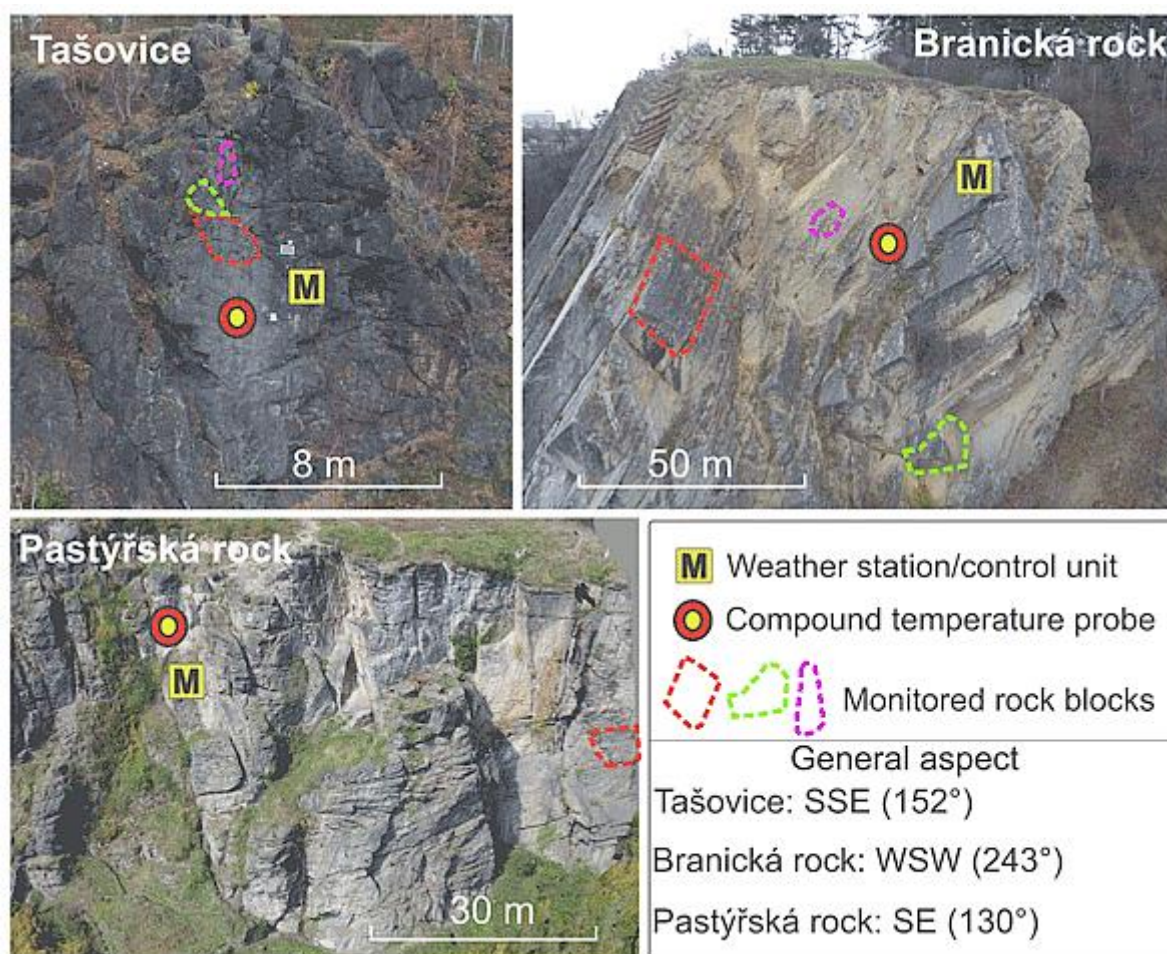 Tašovice
M
8 m
Branická rock
M
50 m
Pastýřská rock
M
30 m
M Weather station/control unit
Compound temperature probe
Monitored rock blocks
General aspect
Tašovice: SSE (152°)
Branická rock: WSW (243°)
Pastýřská rock: SE (130°)